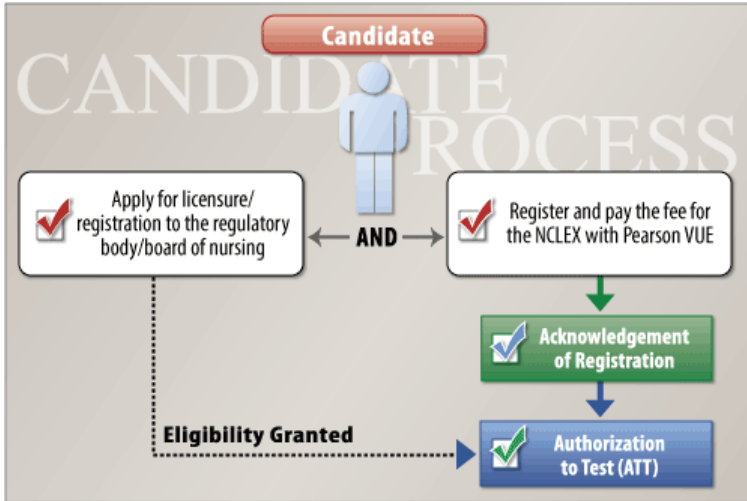 Candidate
CANDIDATE
PROCESS
Apply for licensure/
registration to the regulatory
body/board of nursing
AND
Register and pay the fee for
the NCLEX with Pearson VUE
Acknowledgement
of Registration
Eligibility Granted
Authorization
to Test (ATT)